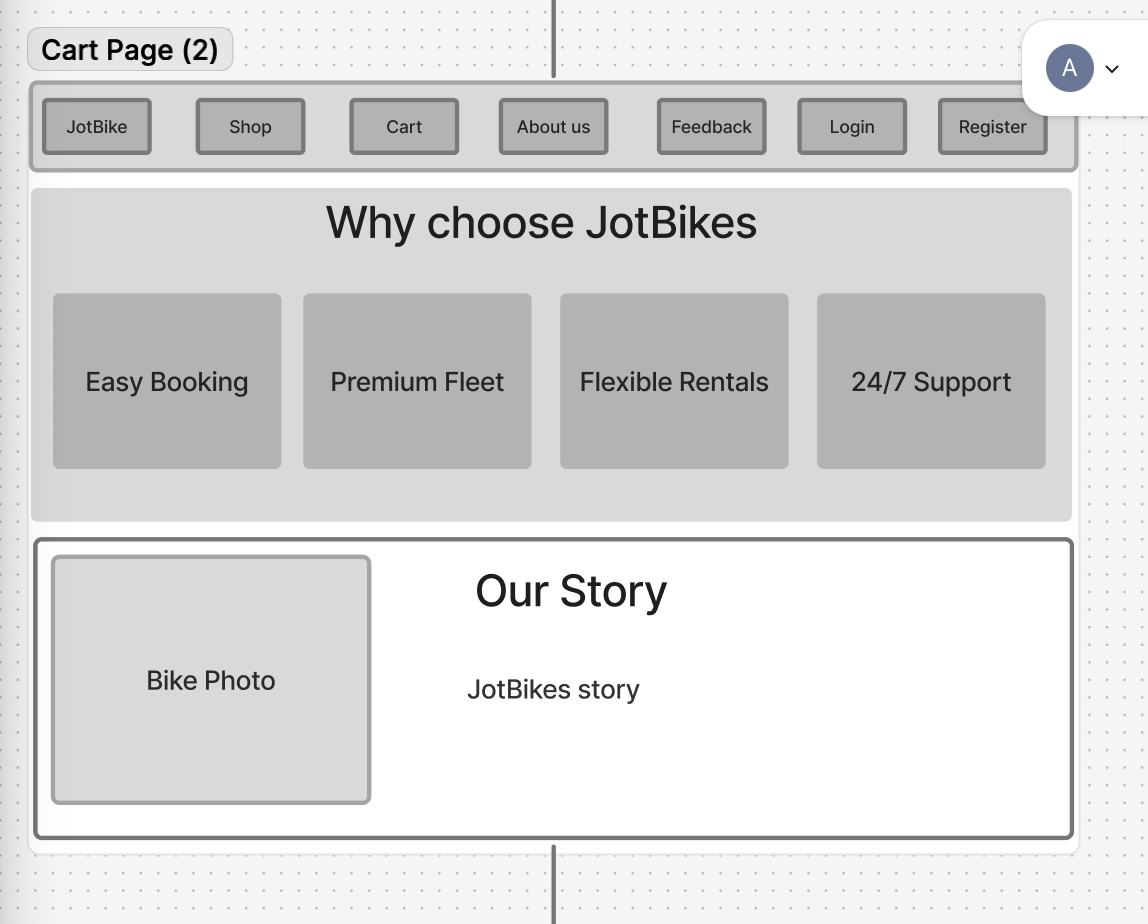 Cart Page (2)
A
JotBike
Shop
Cart
About us
Feedback
Login
Register
Why choose JotBikes
Easy Booking
Premium Fleet
Flexible Rentals
24/7 Support
Our Story
Bike Photo
JotBikes story